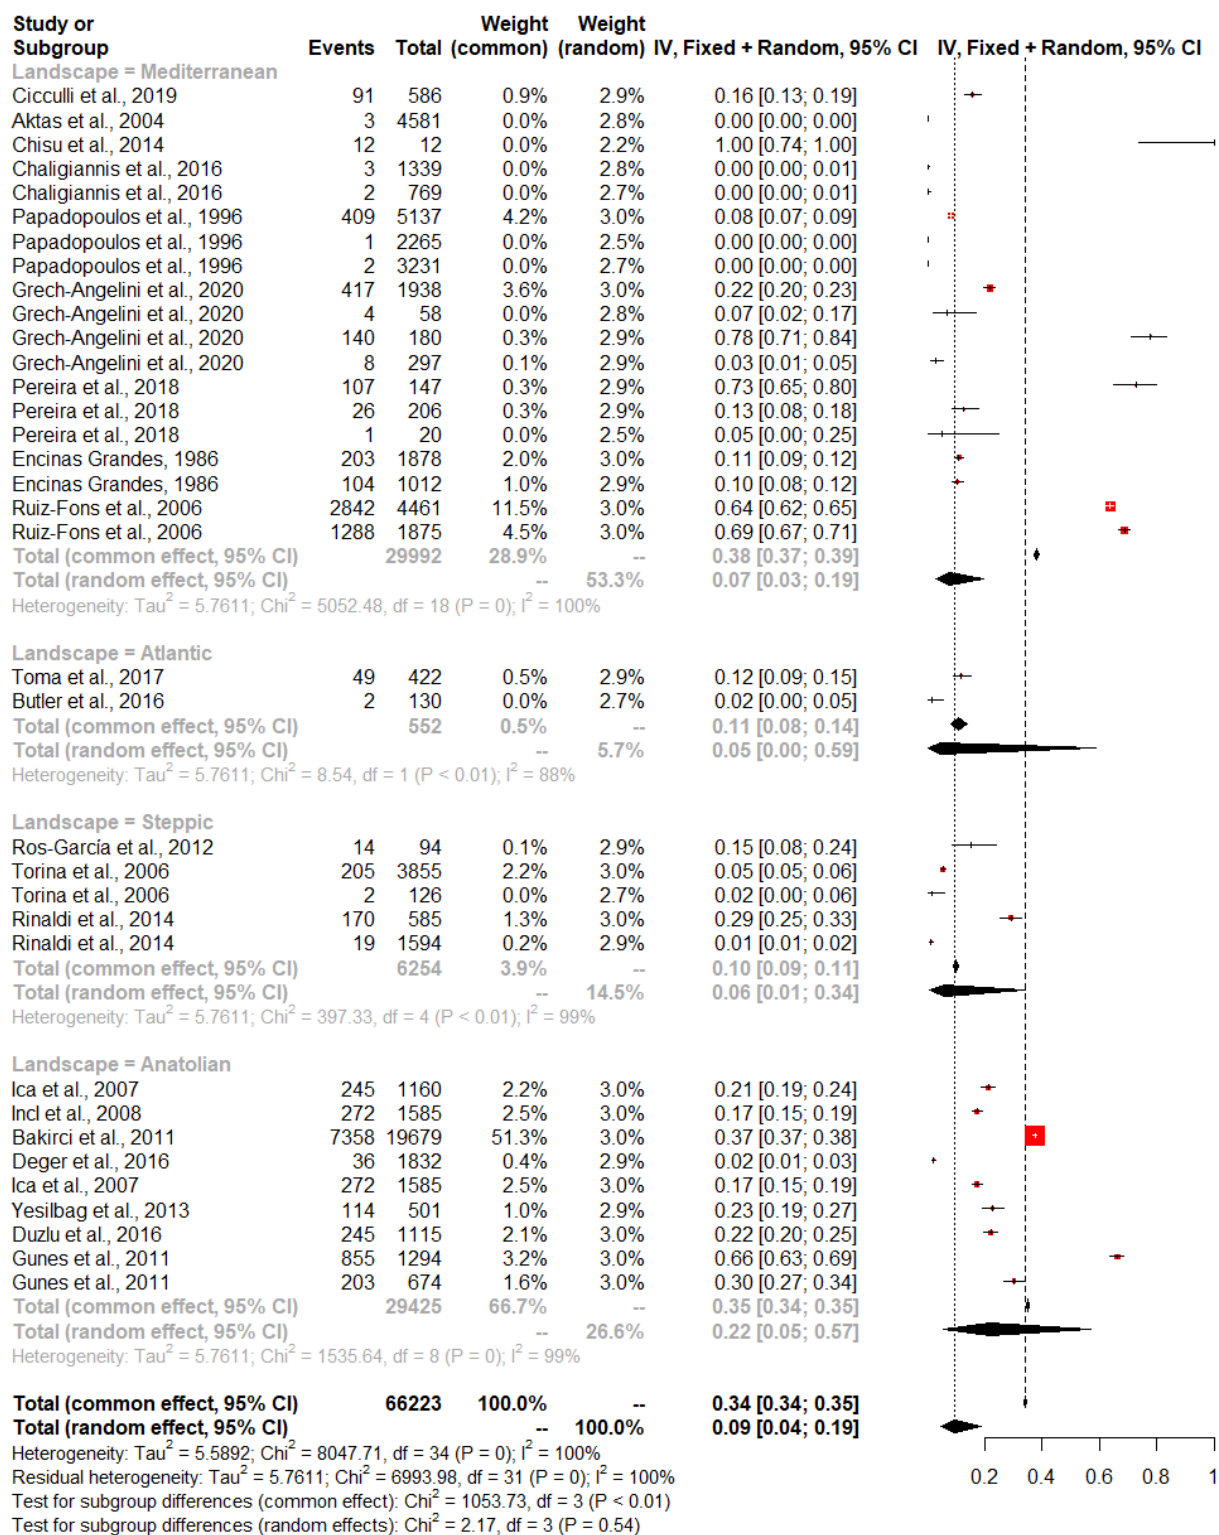 Study or Weight Weight
Subgroup Events Total (common) (random) IV, Fixed + Random, 95% CI IV, Fixed + Random, 95% CI
Landscape = Mediterranean
Cicculli et al., 2019 91 586 0.9% 2.9% 0.16 [0.13; 0.19]
Aktas et al., 2004 3 4581 0.0% 2.8% 0.00 [0.00; 0.00]
Chisu et al., 2014 12 12 0.0% 2.2% 1.00 [0.74; 1.00]
Chaligiannis et al., 2016 3 1339 0.0% 2.8% 0.00 [0.00; 0.01]
Chaligiannis et al., 2016 2 769 0.0% 2.7% 0.00 [0.00; 0.01]
Papadopoulos et al., 1996 409 5137 4.2% 3.0% 0.08 [0.07; 0.09]
Papadopoulos et al., 1996 1 2265 0.0% 2.5% 0.00 [0.00; 0.00]
Papadopoulos et al., 1996 2 3231 0.0% 2.7% 0.00 [0.00; 0.00]
Grech-Angelini et al., 2020 417 1938 3.6% 3.0% 0.22 [0.20; 0.23]
Grech-Angelini et al., 2020 4 58 0.0% 2.8% 0.07 [0.02; 0.17]
Grech-Angelini et al., 2020 140 180 0.3% 2.9% 0.78 [0.71; 0.84]
Grech-Angelini et al., 2020 8 297 0.1% 2.9% 0.03 [0.01; 0.05]
Pereira et al., 2018 107 147 0.3% 2.9% 0.73 [0.65; 0.80]
Pereira et al., 2018 26 206 0.3% 2.9% 0.13 [0.08; 0.18]
Pereira et al., 2018 1 20 0.0% 2.5% 0.05 [0.00; 0.25]
Encinas Grandes, 1986 203 1878 2.0% 3.0% 0.11 [0.09; 0.12]
Encinas Grandes, 1986 104 1012 1.0% 2.9% 0.10 [0.08; 0.12]
Ruiz-Fons et al., 2006 2842 4461 11.5% 3.0% 0.64 [0.62; 0.65]
Ruiz-Fons et al., 2006 1288 1875 4.5% 3.0% 0.69 [0.67; 0.71]
Total (common effect, 95% CI) 29992 28.9% -- 0.38 [0.37; 0.39]
Total (random effect, 95% CI) -- 53.3% 0.07 [0.03; 0.19]
Heterogeneity: Tau² = 5.7611; Chi² = 5052.48, df = 18 (P = 0); I² = 100%
Landscape = Atlantic
Toma et al., 2017 49 422 0.5% 2.9% 0.12 [0.09; 0.15]
Butler et al., 2016 2 130 0.0% 2.7% 0.02 [0.00; 0.05]
Total (common effect, 95% CI) 552 0.5% -- 0.11 [0.08; 0.14]
Total (random effect, 95% CI) -- 5.7% 0.05 [0.00; 0.59]
Heterogeneity: Tau² = 5.7611; Chi² = 8.54, df = 1 (P < 0.01); I² = 88%
Landscape = Steppic
Ros-García et al., 2012 14 94 0.1% 2.9% 0.15 [0.08; 0.24]
Torina et al., 2006 205 3855 2.2% 3.0% 0.05 [0.05; 0.06]
Torina et al., 2006 2 126 0.0% 2.7% 0.02 [0.00; 0.06]
Rinaldi et al., 2014 170 585 1.3% 3.0% 0.29 [0.25; 0.33]
Rinaldi et al., 2014 19 1594 0.2% 2.9% 0.01 [0.01; 0.02]
Total (common effect, 95% CI) 6254 3.9% -- 0.10 [0.09; 0.11]
Total (random effect, 95% CI) -- 14.5% 0.06 [0.01; 0.34]
Heterogeneity: Tau² = 5.7611; Chi² = 397.33, df = 4 (P < 0.01); I² = 99%
Landscape = Anatolian
Ica et al., 2007 245 1160 2.2% 3.0% 0.21 [0.19; 0.24]
Incl et al., 2008 272 1585 2.5% 3.0% 0.17 [0.15; 0.19]
Bakirci et al., 2011 7358 19679 51.3% 3.0% 0.37 [0.37; 0.38]
Deger et al., 2016 36 1832 0.4% 2.9% 0.02 [0.01; 0.03]
Ica et al., 2007 272 1585 2.5% 3.0% 0.17 [0.15; 0.19]
Yesilbag et al., 2013 114 501 1.0% 2.9% 0.23 [0.19; 0.27]
Duzlu et al., 2016 245 1115 2.1% 3.0% 0.22 [0.20; 0.25]
Gunes et al., 2011 855 1294 3.2% 3.0% 0.66 [0.63; 0.69]
Gunes et al., 2011 203 674 1.6% 3.0% 0.30 [0.27; 0.34]
Total (common effect, 95% CI) 29425 66.7% -- 0.35 [0.34; 0.35]
Total (random effect, 95% CI) -- 26.6% 0.22 [0.05; 0.57]
Heterogeneity: Tau² = 5.7611; Chi² = 1535.64, df = 8 (P = 0); I² = 99%
Total (common effect, 95% CI) 66223 100.0% -- 0.34 [0.34; 0.35]
Total (random effect, 95% CI) -- 100.0% 0.09 [0.04; 0.19]
Heterogeneity: Tau² = 5.5892; Chi² = 8047.71, df = 34 (P = 0); I² = 100%
Residual heterogeneity: Tau² = 5.7611; Chi² = 6993.98, df = 31 (P = 0); I² = 100%
0.2 0.4 0.6 0.8 1
Test for subgroup differences (common effect): Chi² = 1053.73, df = 3 (P < 0.01)
Test for subgroup differences (random effects): Chi² = 2.17, df = 3 (P = 0.54)